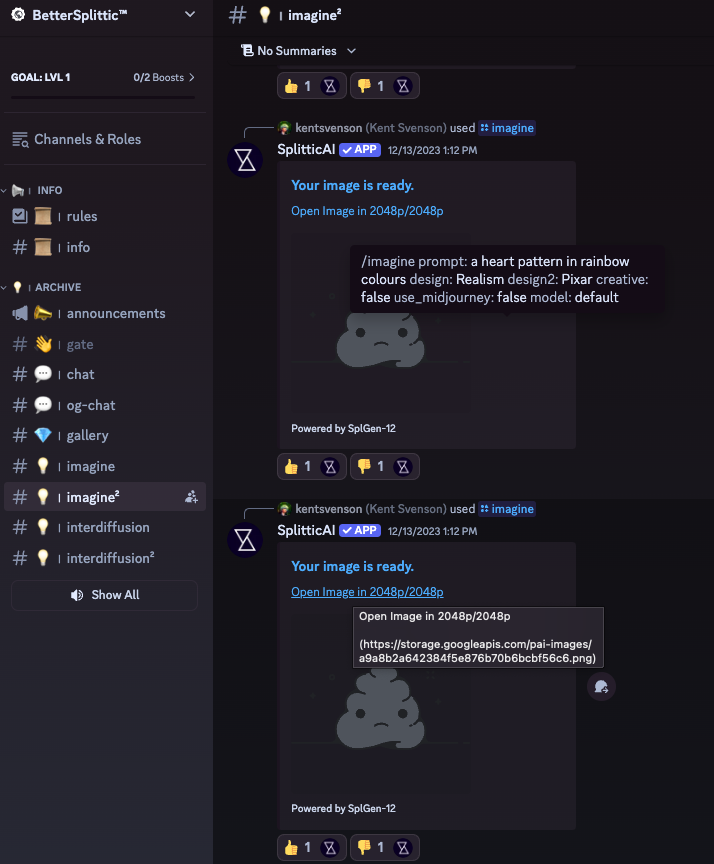 BetterSplittic™
GOAL: LVL 1
0/2 Boosts
Channels & Roles
INFO
rules
info
ARCHIVE
announcements
gate
chat
og-chat
gallery
imagine
imagine²
interdiffusion
interdiffusion²
Show All
imagine²
No Summaries
👍 1 👎 1
kentsvenson (Kent Svenson) used imagine
SplitticAI ✓ APP 12/13/2023 1:12 PM
Your image is ready.
Open Image in 2048p/2048p
/imagine prompt: a heart pattern in rainbow
colours design: Realism design2: Pixar creative:
false use_midjourney: false model: default
Powered by SplGen-12
👍 1 👎 1
kentsvenson (Kent Svenson) used imagine
SplitticAI ✓ APP 12/13/2023 1:12 PM
Your image is ready.
Open Image in 2048p/2048p
Open Image in 2048p/2048p
(https://storage.googleapis.com/pai-images/
a9a8b2a642384f5e876b70b6bcbf56c6.png)
Powered by SplGen-12
👍 1 👎 1